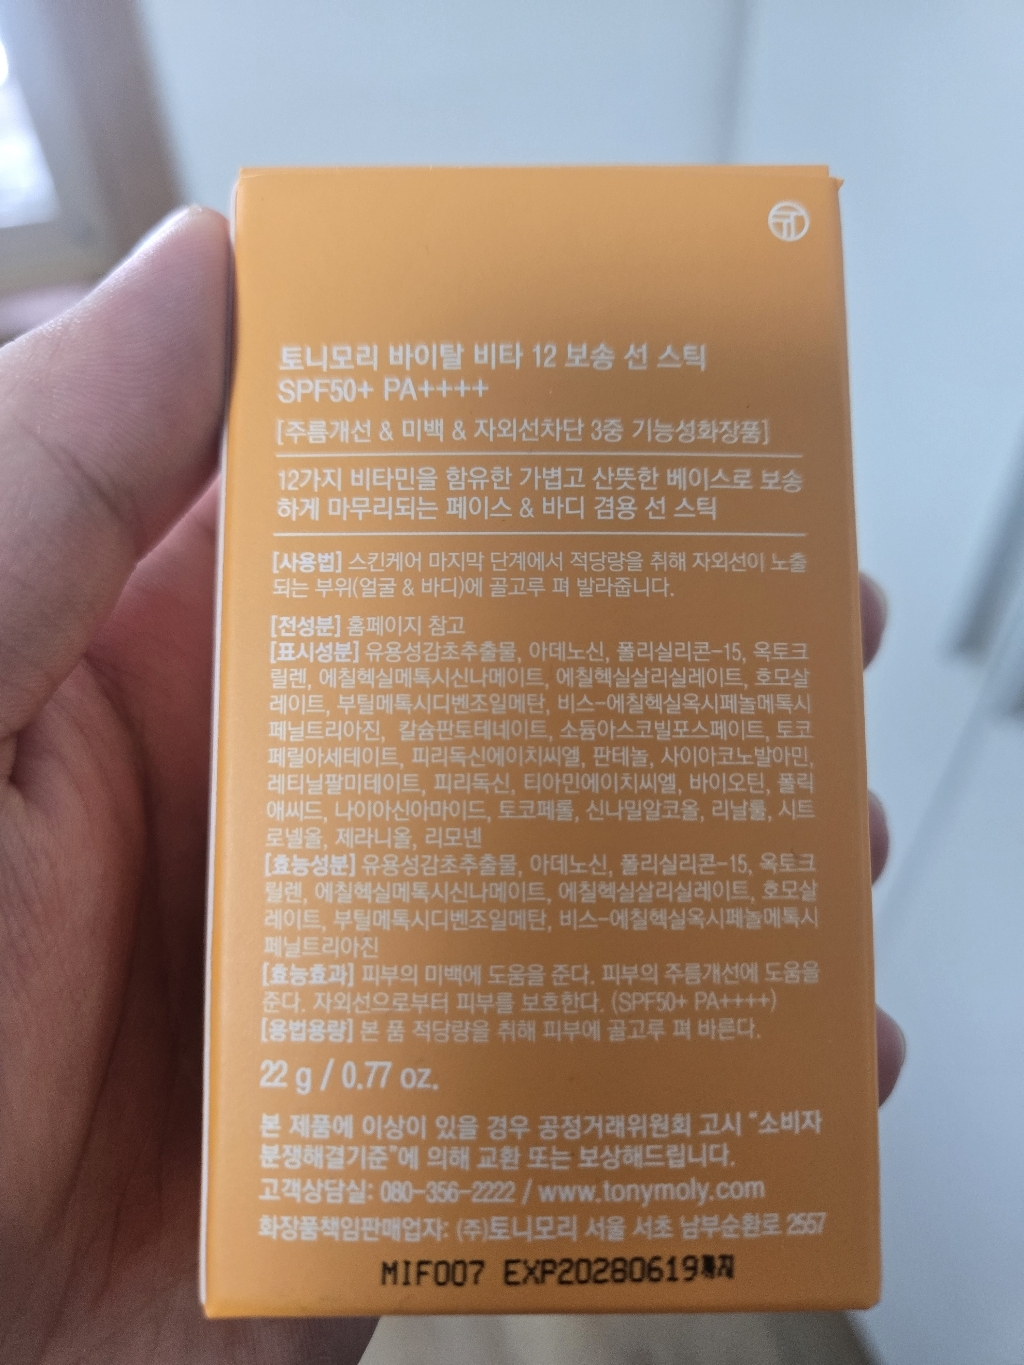 토니모리 바이탈 비타 12 보송 선 스틱
SPF50+ PA++++
[주름개선 & 미백 & 자외선차단 3중 기능성화장품]
12가지 비타민을 함유한 가볍고 산뜻한 베이스로 보송
하게 마무리되는 페이스 & 바디 겸용 선 스틱
[사용법] 스킨케어 마지막 단계에서 적당량을 취해 자외선이 노출
되는 부위(얼굴 & 바디)에 골고루 펴 발라줍니다.
[전성분] 홈페이지 참고
[표시성분] 유용성감초추출물, 아데노신, 폴리실리콘-15, 옥토크
릴렌, 에칠헥실메톡시신나메이트, 에칠헥실살리실레이트, 호모살
레이트, 부틸메톡시디벤조일메탄, 비스-에칠헥실옥시페놀메톡시
페닐트리아진, 칼슘판토테네이트, 소듐아스코빌포스페이트, 토코
페릴아세테이트, 피리독신에이치씨엘, 판테놀, 사이아코노발아민,
레티닐팔미테이트, 피리독신, 티아민에이치씨엘, 바이오틴, 폴릭
애씨드, 나이아신아마이드, 토코페롤, 신나밀알코올, 리날룰, 시트
로넬올, 제라니올, 리모넨
[효능성분] 유용성감초추출물, 아데노신, 폴리실리콘-15, 옥토크
릴렌, 에칠헥실메톡시신나메이트, 에칠헥실살리실레이트, 호모살
레이트, 부틸메톡시디벤조일메탄, 비스-에칠헥실옥시페놀메톡시
페닐트리아진
[효능효과] 피부의 미백에 도움을 준다. 피부의 주름개선에 도움을
준다. 자외선으로부터 피부를 보호한다. (SPF50+ PA++++)
[용법용량] 본 품 적당량을 취해 피부에 골고루 펴 바른다.
22 g / 0.77 oz.
본 제품에 이상이 있을 경우 공정거래위원회 고시 "소비자
분쟁해결기준"에 의해 교환 또는 보상해드립니다.
고객상담실: 080-356-2222 / www.tonymoly.com
화장품책임판매업자: (주)토니모리 서울 서초 남부순환로 2557
MIF007 EXP20280619까지